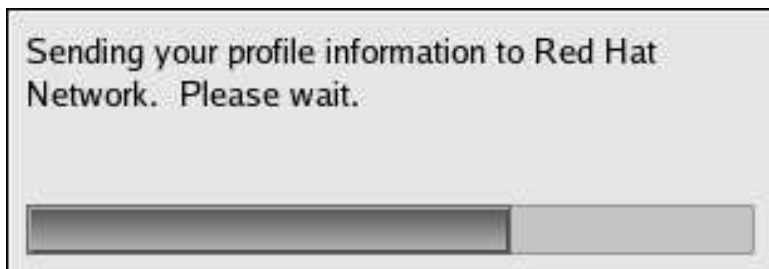 Sending your profile information to Red Hat
Network.  Please wait.